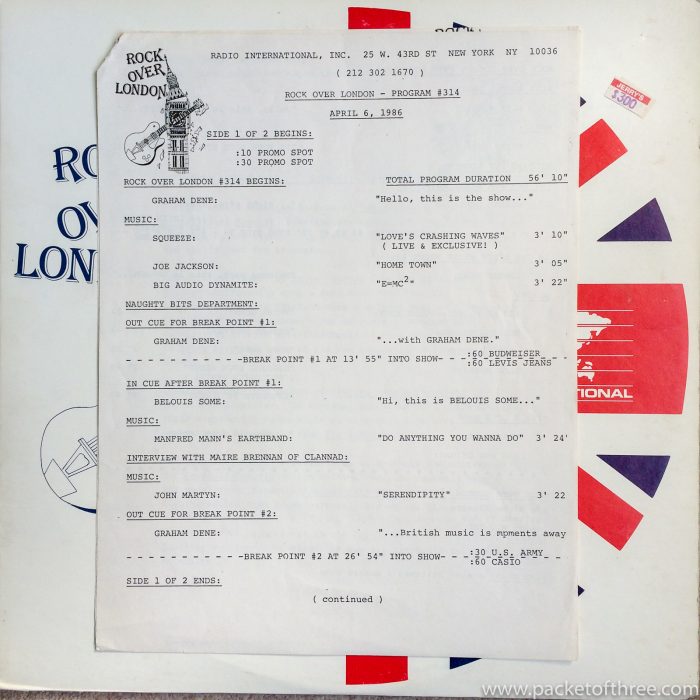 ROCK
OVER
LONDON
RADIO INTERNATIONAL, INC. 25 W. 43RD ST NEW YORK NY 10036
( 212 302 1670 )
ROCK OVER LONDON - PROGRAM #314
APRIL 6, 1986
JERRY'S
$300
SIDE 1 OF 2 BEGINS:
:10 PROMO SPOT
:30 PROMO SPOT
ROCK OVER LONDON #314 BEGINS: TOTAL PROGRAM DURATION 56' 10"
GRAHAM DENE: "Hello, this is the show..."
MUSIC:
SQUEEZE: "LOVE'S CRASHING WAVES" 3' 10"
( LIVE & EXCLUSIVE! )
JOE JACKSON: "HOME TOWN" 3' 05"
BIG AUDIO DYNAMITE: "E=MC2" 3' 22"
NAUGHTY BITS DEPARTMENT:
OUT CUE FOR BREAK POINT #1:
GRAHAM DENE: "...with GRAHAM DENE."
- - - - - - - - - - -BREAK POINT #1 AT 13' 55" INTO SHOW- - - :60 BUDWEISER - -
:60 LEVIS JEANS
IN CUE AFTER BREAK POINT #1:
BELOUIS SOME: "Hi, this is BELOUIS SOME..."
MUSIC:
MANFRED MANN'S EARTHBAND: "DO ANYTHING YOU WANNA DO" 3' 24'
INTERVIEW WITH MAIRE BRENNAN OF CLANNAD:
MUSIC:
JOHN MARTYN: "SERENDIPITY" 3' 22
OUT CUE FOR BREAK POINT #2:
GRAHAM DENE: "...British music is mpments away
- - - - - - - - - - -BREAK POINT #2 AT 26' 54" INTO SHOW- - - :30 U.S. ARMY - -
:60 CASIO
SIDE 1 OF 2 ENDS:
( continued )
RO
OV
LON
TIONAL
www.packetofthree.com